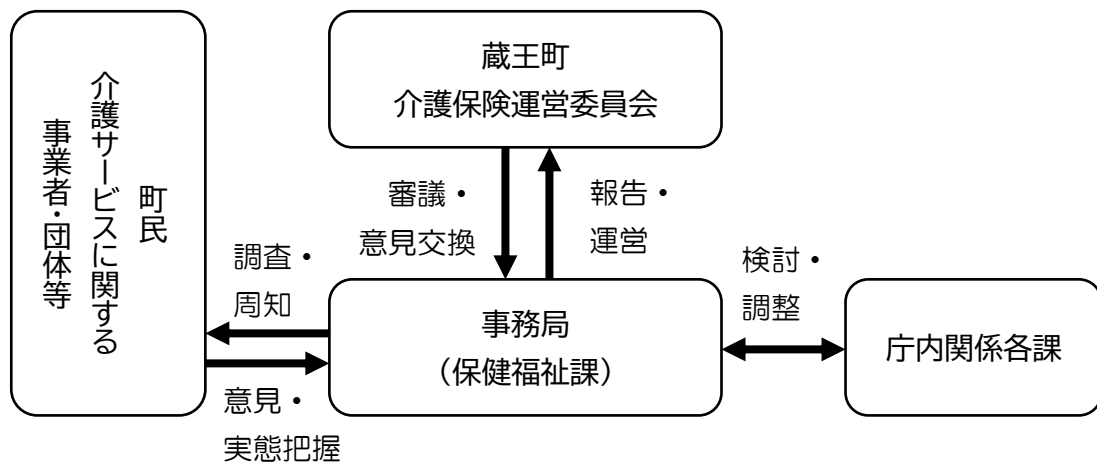 町民
介護サービスに関する
事業者・団体等
蔵王町
介護保険運営委員会
審議・
意見交換
報告・
運営
調査・
周知
意見・
実態把握
事務局
（保健福祉課）
検討・
調整
庁内関係各課